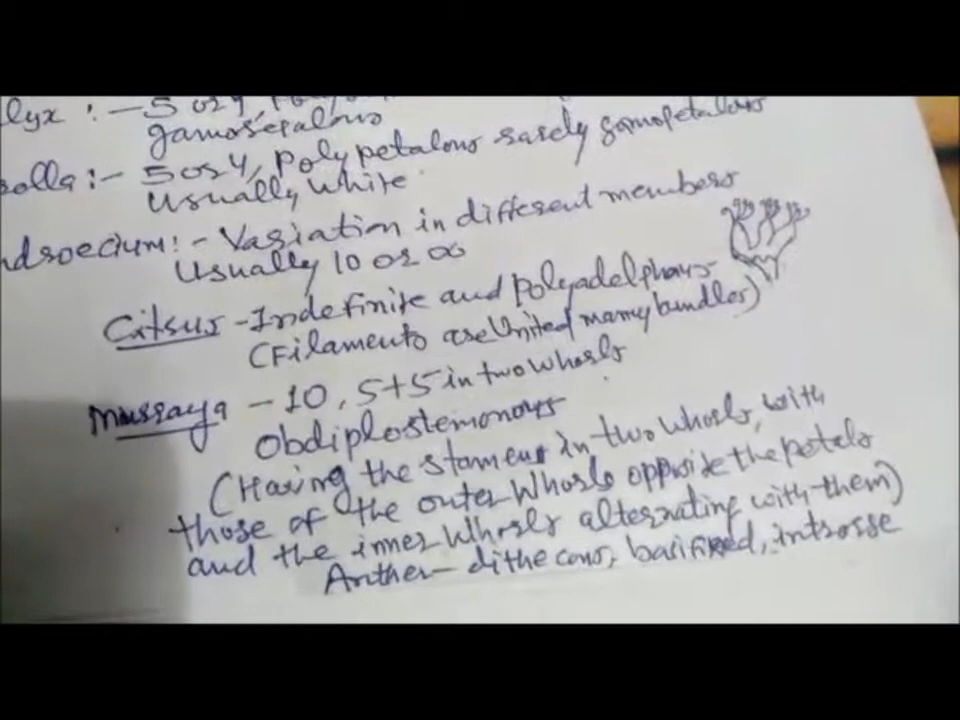 lyx :- 5 or 4,
gamosepalous
rolla :- 5 or 4, Polypetalous rarely gamopetalous
Usually white.
ndroecium :- Variation in different members
Usually 10 or ∞
Citrus - Indefinite and polyadelphous
(Filaments are United many bundles)
Murraya - 10, 5+5 in two whorls
Obdiplostemonous
(Having the stamens in two whorls, with
those of the outer whorls opposite the petals
and the inner whorls alternating with them)
Anther - dithecous, basifixed, introrse